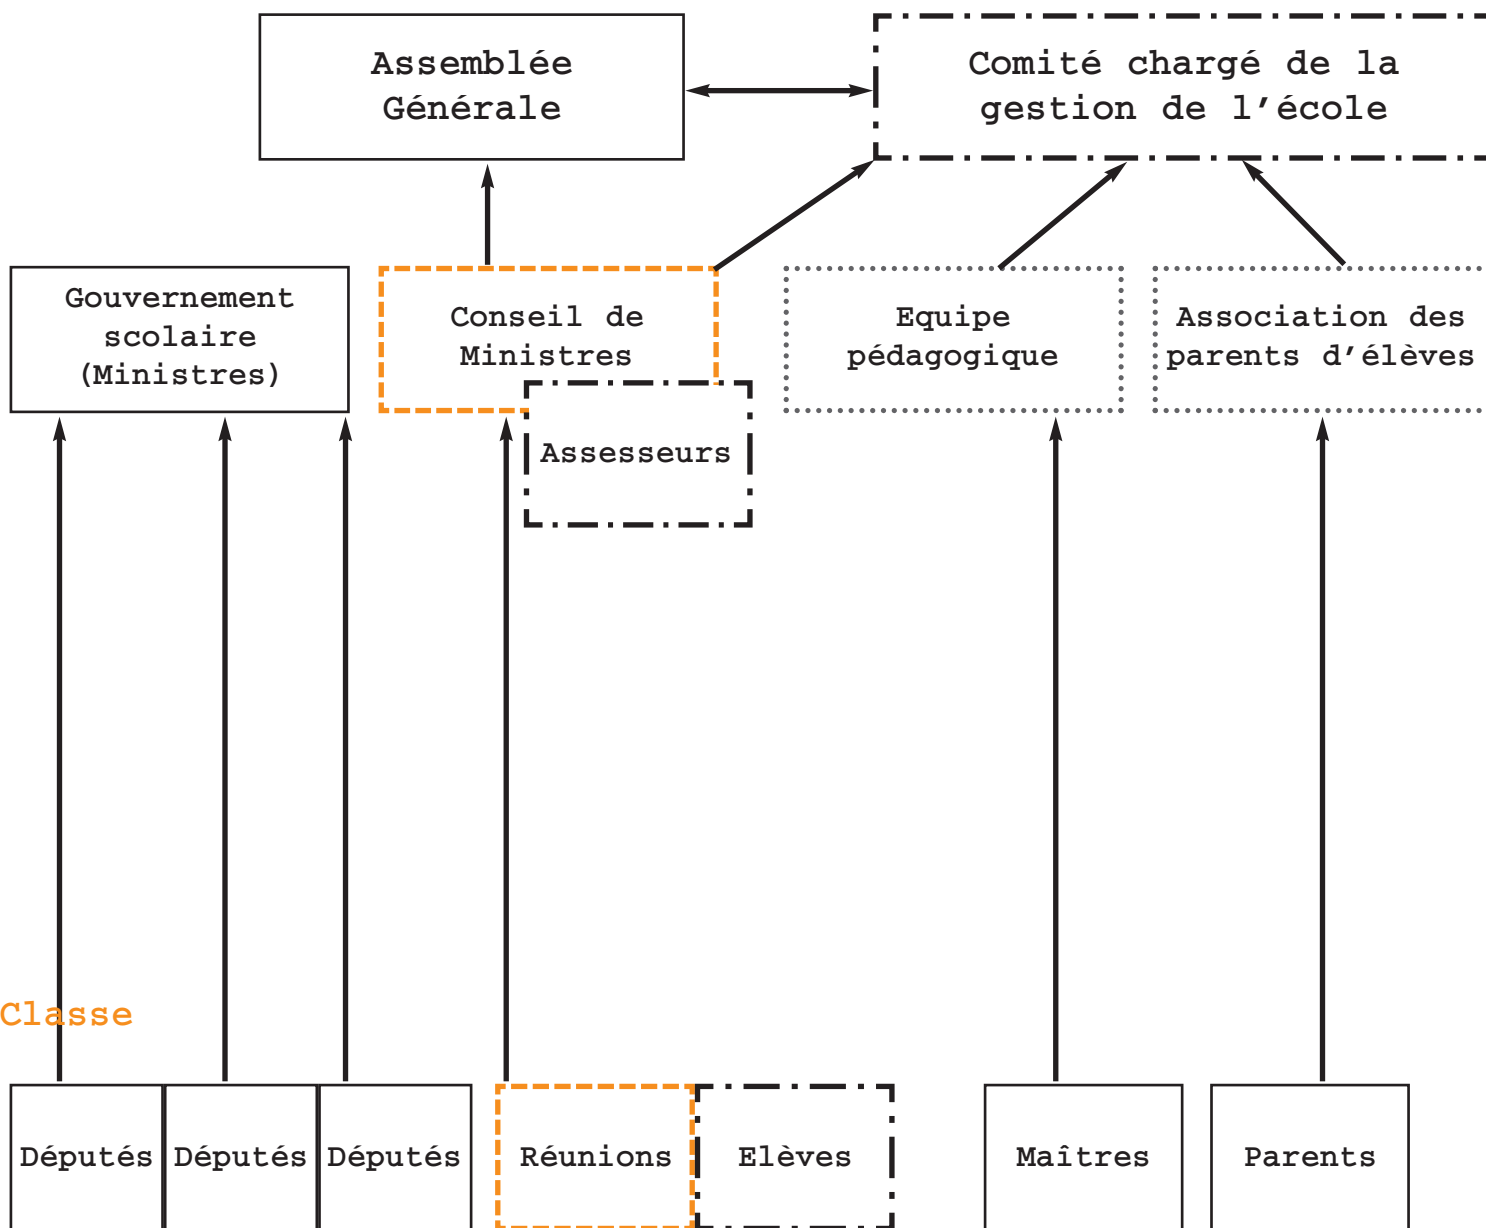 Assemblée
Générale
Comité chargé de la
gestion de l’école
Gouvernement
scolaire
(Ministres)
Conseil de
Ministres
Equipe
pédagogique
Association des
parents d’élèves
Assesseurs
Classe
Députés
Députés
Députés
Réunions
Elèves
Maîtres
Parents